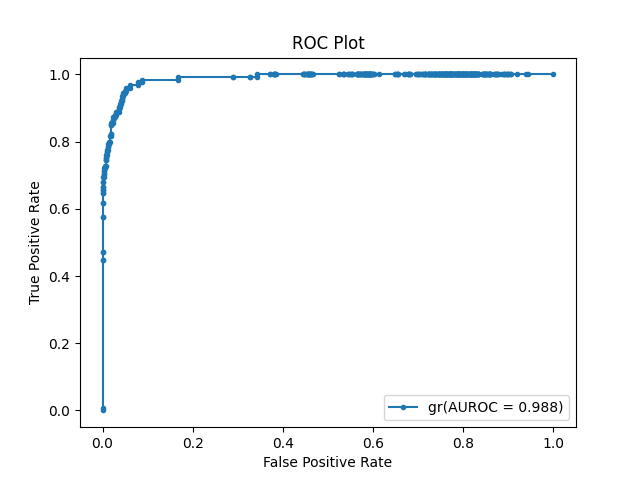 ROC Plot
1.0
0.8
0.6
0.4
0.2
0.0
True Positive Rate
0.0 0.2 0.4 0.6 0.8 1.0
False Positive Rate
gr(AUROC = 0.988)